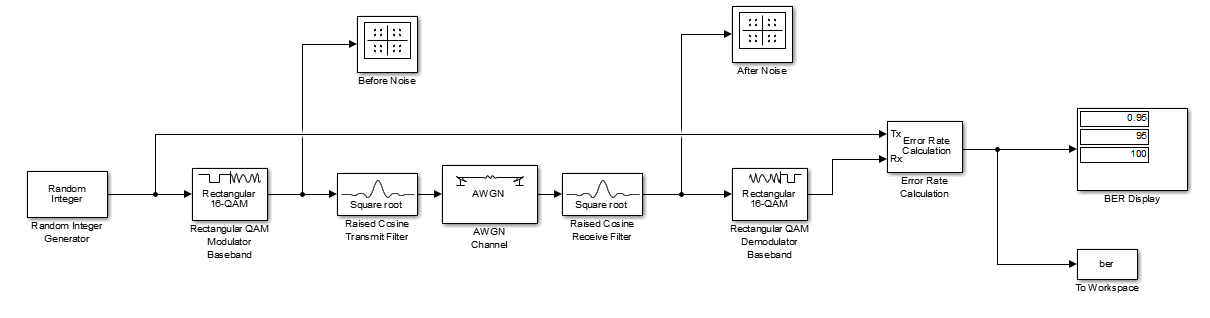 Before Noise
After Noise
Tx
Error Rate
Calculation
Rx
Error Rate
Calculation
0.95
95
100
BER Display
Random
Integer
Random Integer
Generator
Rectangular
16-QAM
Rectangular QAM
Modulator
Baseband
Square root
Raised Cosine
Transmit Filter
AWGN
AWGN
Channel
Square root
Raised Cosine
Receive Filter
Rectangular
16-QAM
Rectangular QAM
Demodulator
Baseband
ber
To Workspace